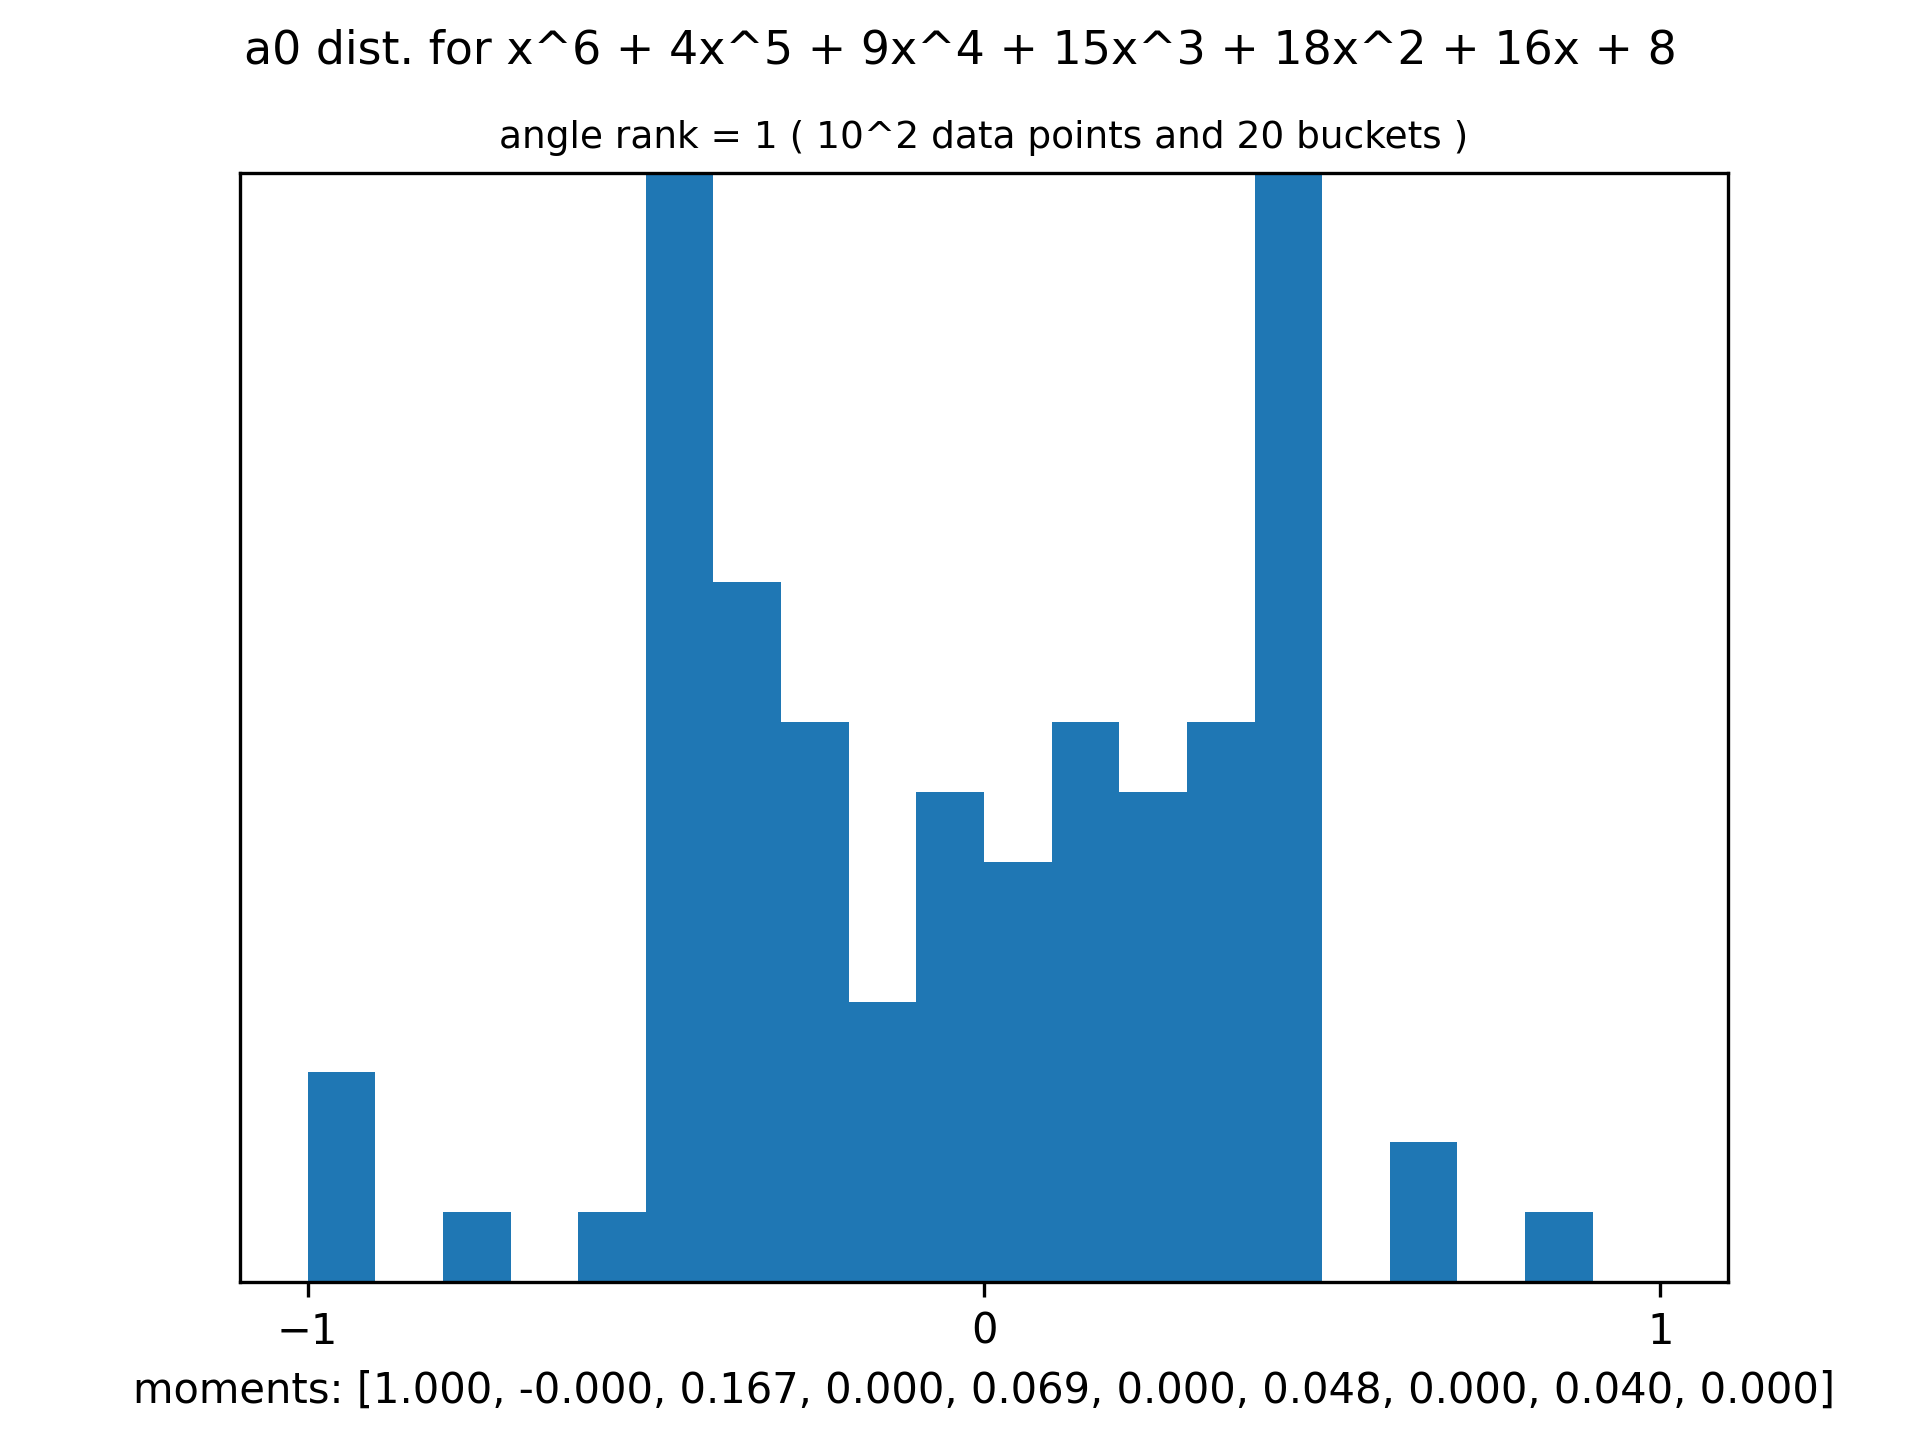 a0 dist. for x^6 + 4x^5 + 9x^4 + 15x^3 + 18x^2 + 16x + 8
angle rank = 1 ( 10^2 data points and 20 buckets )
−1 0 1
moments: [1.000, -0.000, 0.167, 0.000, 0.069, 0.000, 0.048, 0.000, 0.040, 0.000]